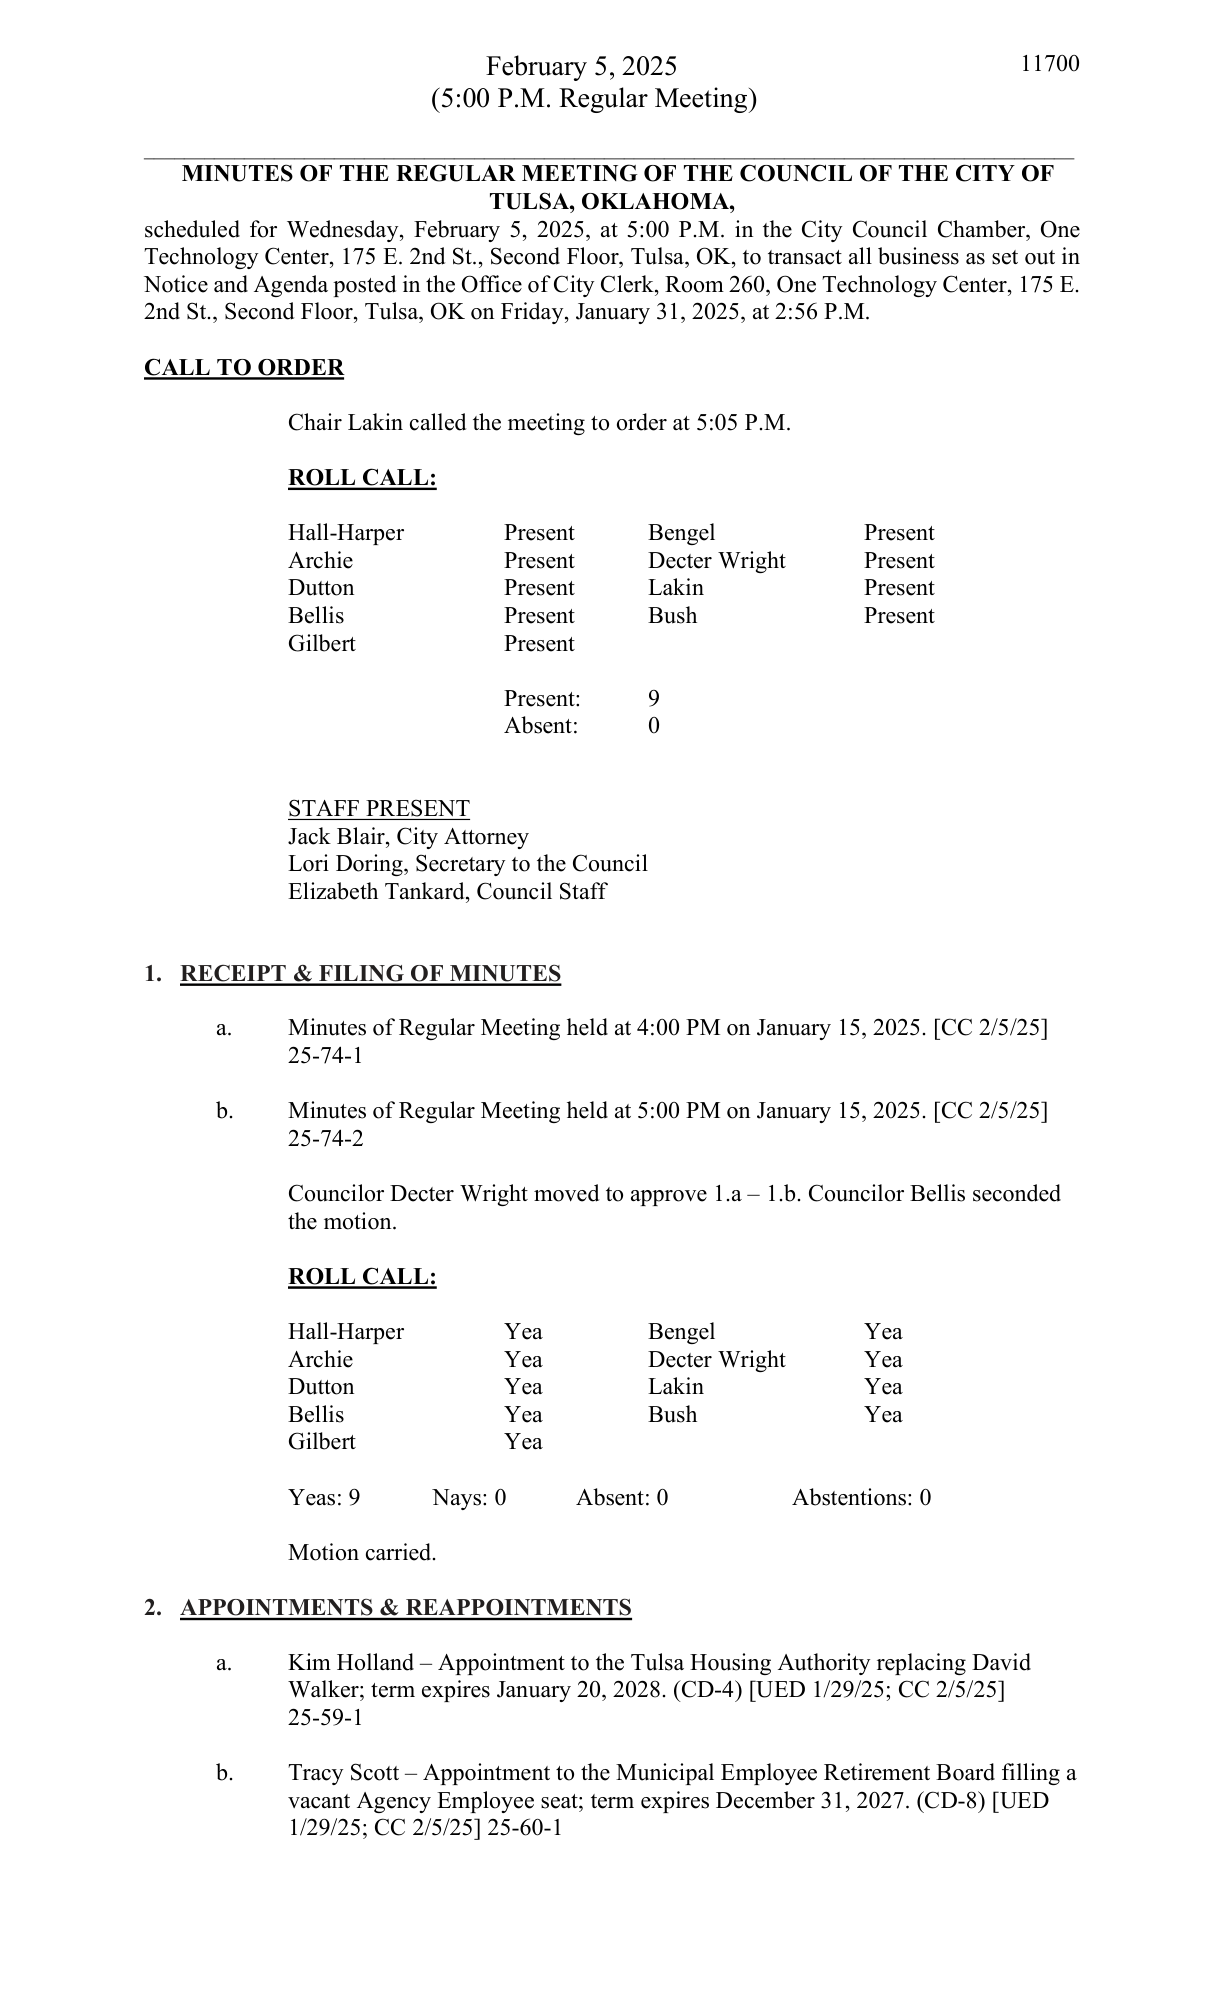 February 5, 2025 11700
(5:00 P.M. Regular Meeting)
MINUTES OF THE REGULAR MEETING OF THE COUNCIL OF THE CITY OF
TULSA, OKLAHOMA,
scheduled for Wednesday, February 5, 2025, at 5:00 P.M. in the City Council Chamber, One
Technology Center, 175 E. 2nd St., Second Floor, Tulsa, OK, to transact all business as set out in
Notice and Agenda posted in the Office of City Clerk, Room 260, One Technology Center, 175 E.
2nd St., Second Floor, Tulsa, OK on Friday, January 31, 2025, at 2:56 P.M.
CALL TO ORDER
Chair Lakin called the meeting to order at 5:05 P.M.
ROLL CALL:
Hall-Harper Present Bengel Present
Archie Present Decter Wright Present
Dutton Present Lakin Present
Bellis Present Bush Present
Gilbert Present
Present: 9
Absent: 0
STAFF PRESENT
Jack Blair, City Attorney
Lori Doring, Secretary to the Council
Elizabeth Tankard, Council Staff
1. RECEIPT & FILING OF MINUTES
a. Minutes of Regular Meeting held at 4:00 PM on January 15, 2025. [CC 2/5/25]
25-74-1
b. Minutes of Regular Meeting held at 5:00 PM on January 15, 2025. [CC 2/5/25]
25-74-2
Councilor Decter Wright moved to approve 1.a – 1.b. Councilor Bellis seconded
the motion.
ROLL CALL:
Hall-Harper Yea Bengel Yea
Archie Yea Decter Wright Yea
Dutton Yea Lakin Yea
Bellis Yea Bush Yea
Gilbert Yea
Yeas: 9 Nays: 0 Absent: 0 Abstentions: 0
Motion carried.
2. APPOINTMENTS & REAPPOINTMENTS
a. Kim Holland – Appointment to the Tulsa Housing Authority replacing David
Walker; term expires January 20, 2028. (CD-4) [UED 1/29/25; CC 2/5/25]
25-59-1
b. Tracy Scott – Appointment to the Municipal Employee Retirement Board filling a
vacant Agency Employee seat; term expires December 31, 2027. (CD-8) [UED
1/29/25; CC 2/5/25] 25-60-1